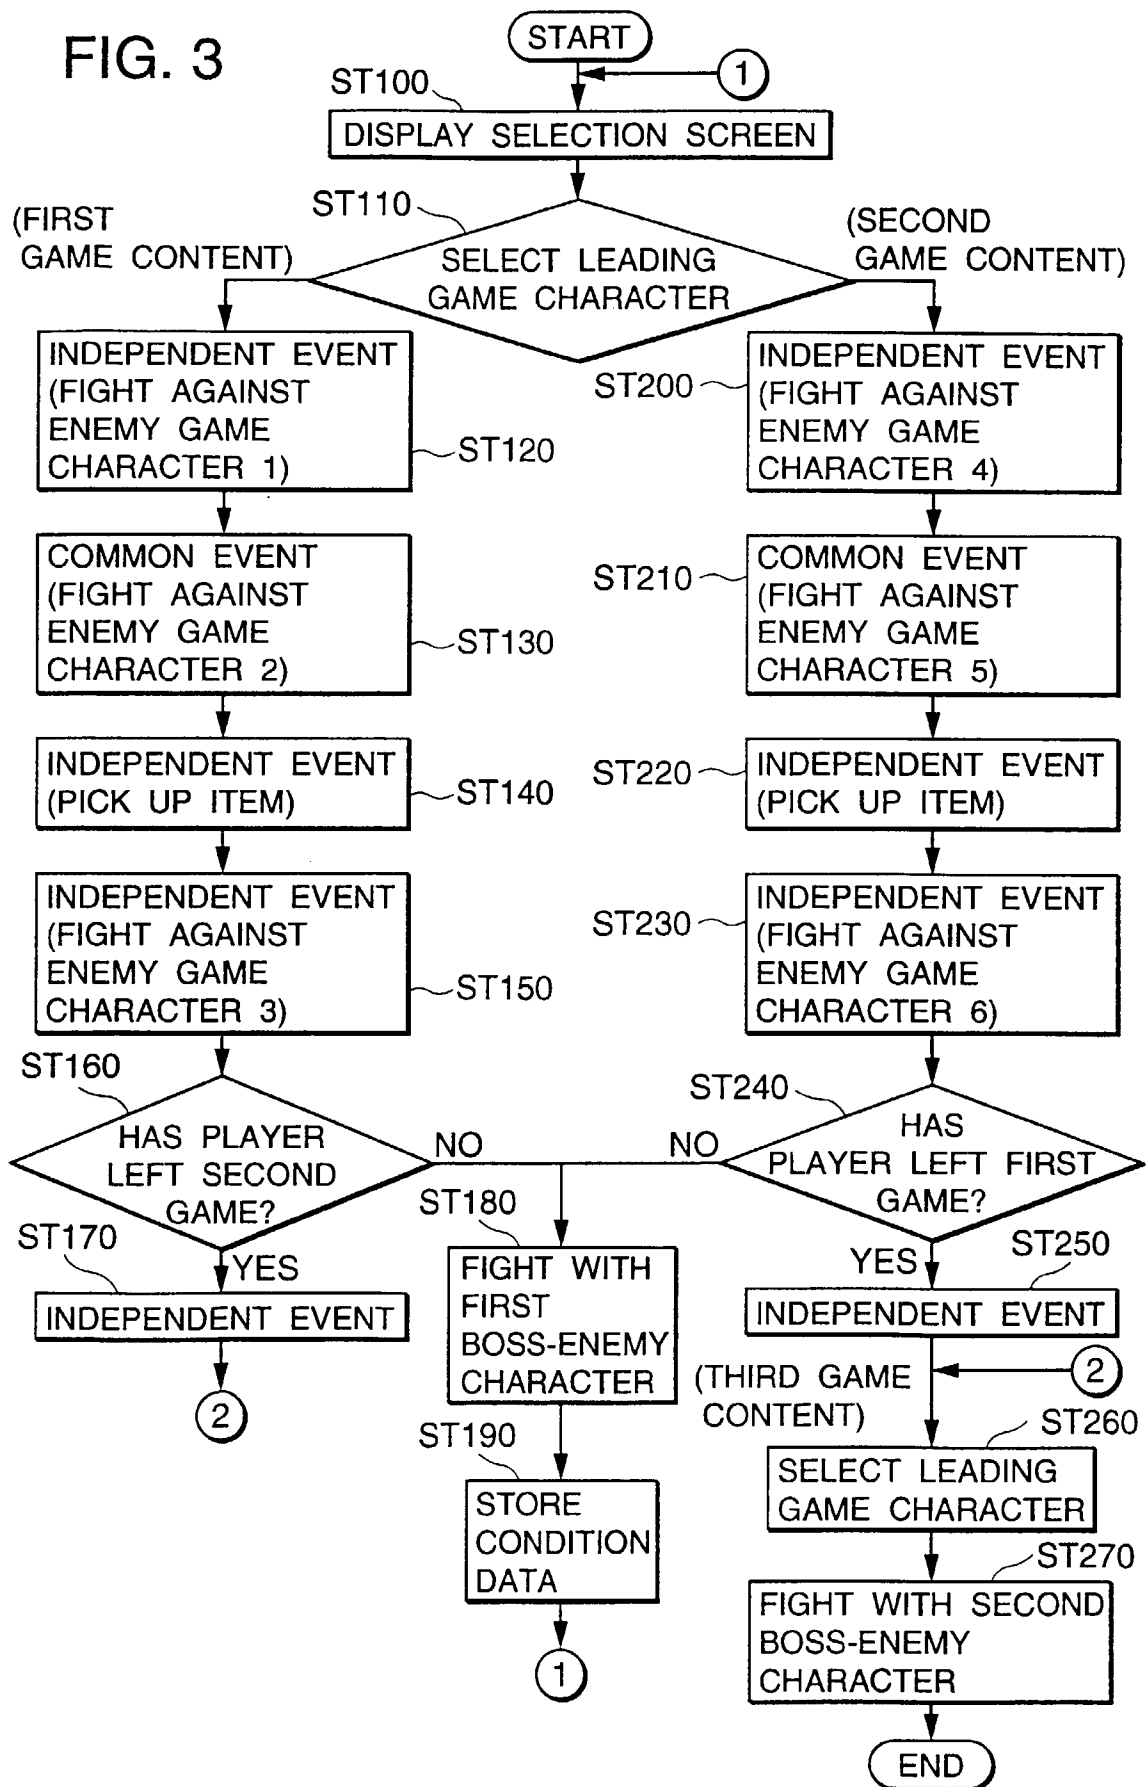 FIG. 3
START
1
ST100
DISPLAY SELECTION SCREEN
ST110
(FIRST
GAME CONTENT)
SELECT LEADING
GAME CHARACTER
(SECOND
GAME CONTENT)
INDEPENDENT EVENT
(FIGHT AGAINST
ENEMY GAME
CHARACTER 1)
ST120
ST200
INDEPENDENT EVENT
(FIGHT AGAINST
ENEMY GAME
CHARACTER 4)
COMMON EVENT
(FIGHT AGAINST
ENEMY GAME
CHARACTER 2)
ST130
ST210
COMMON EVENT
(FIGHT AGAINST
ENEMY GAME
CHARACTER 5)
INDEPENDENT EVENT
(PICK UP ITEM)
ST140
ST220
INDEPENDENT EVENT
(PICK UP ITEM)
INDEPENDENT EVENT
(FIGHT AGAINST
ENEMY GAME
CHARACTER 3)
ST150
ST230
INDEPENDENT EVENT
(FIGHT AGAINST
ENEMY GAME
CHARACTER 6)
ST160
HAS PLAYER
LEFT SECOND
GAME?
NO
ST240
HAS
PLAYER LEFT FIRST
GAME?
NO
ST170
YES
INDEPENDENT EVENT
2
ST180
FIGHT WITH
FIRST
BOSS-ENEMY
CHARACTER
ST190
STORE
CONDITION
DATA
1
YES
ST250
INDEPENDENT EVENT
2
(THIRD GAME
CONTENT)
ST260
SELECT LEADING
GAME CHARACTER
ST270
FIGHT WITH SECOND
BOSS-ENEMY
CHARACTER
END